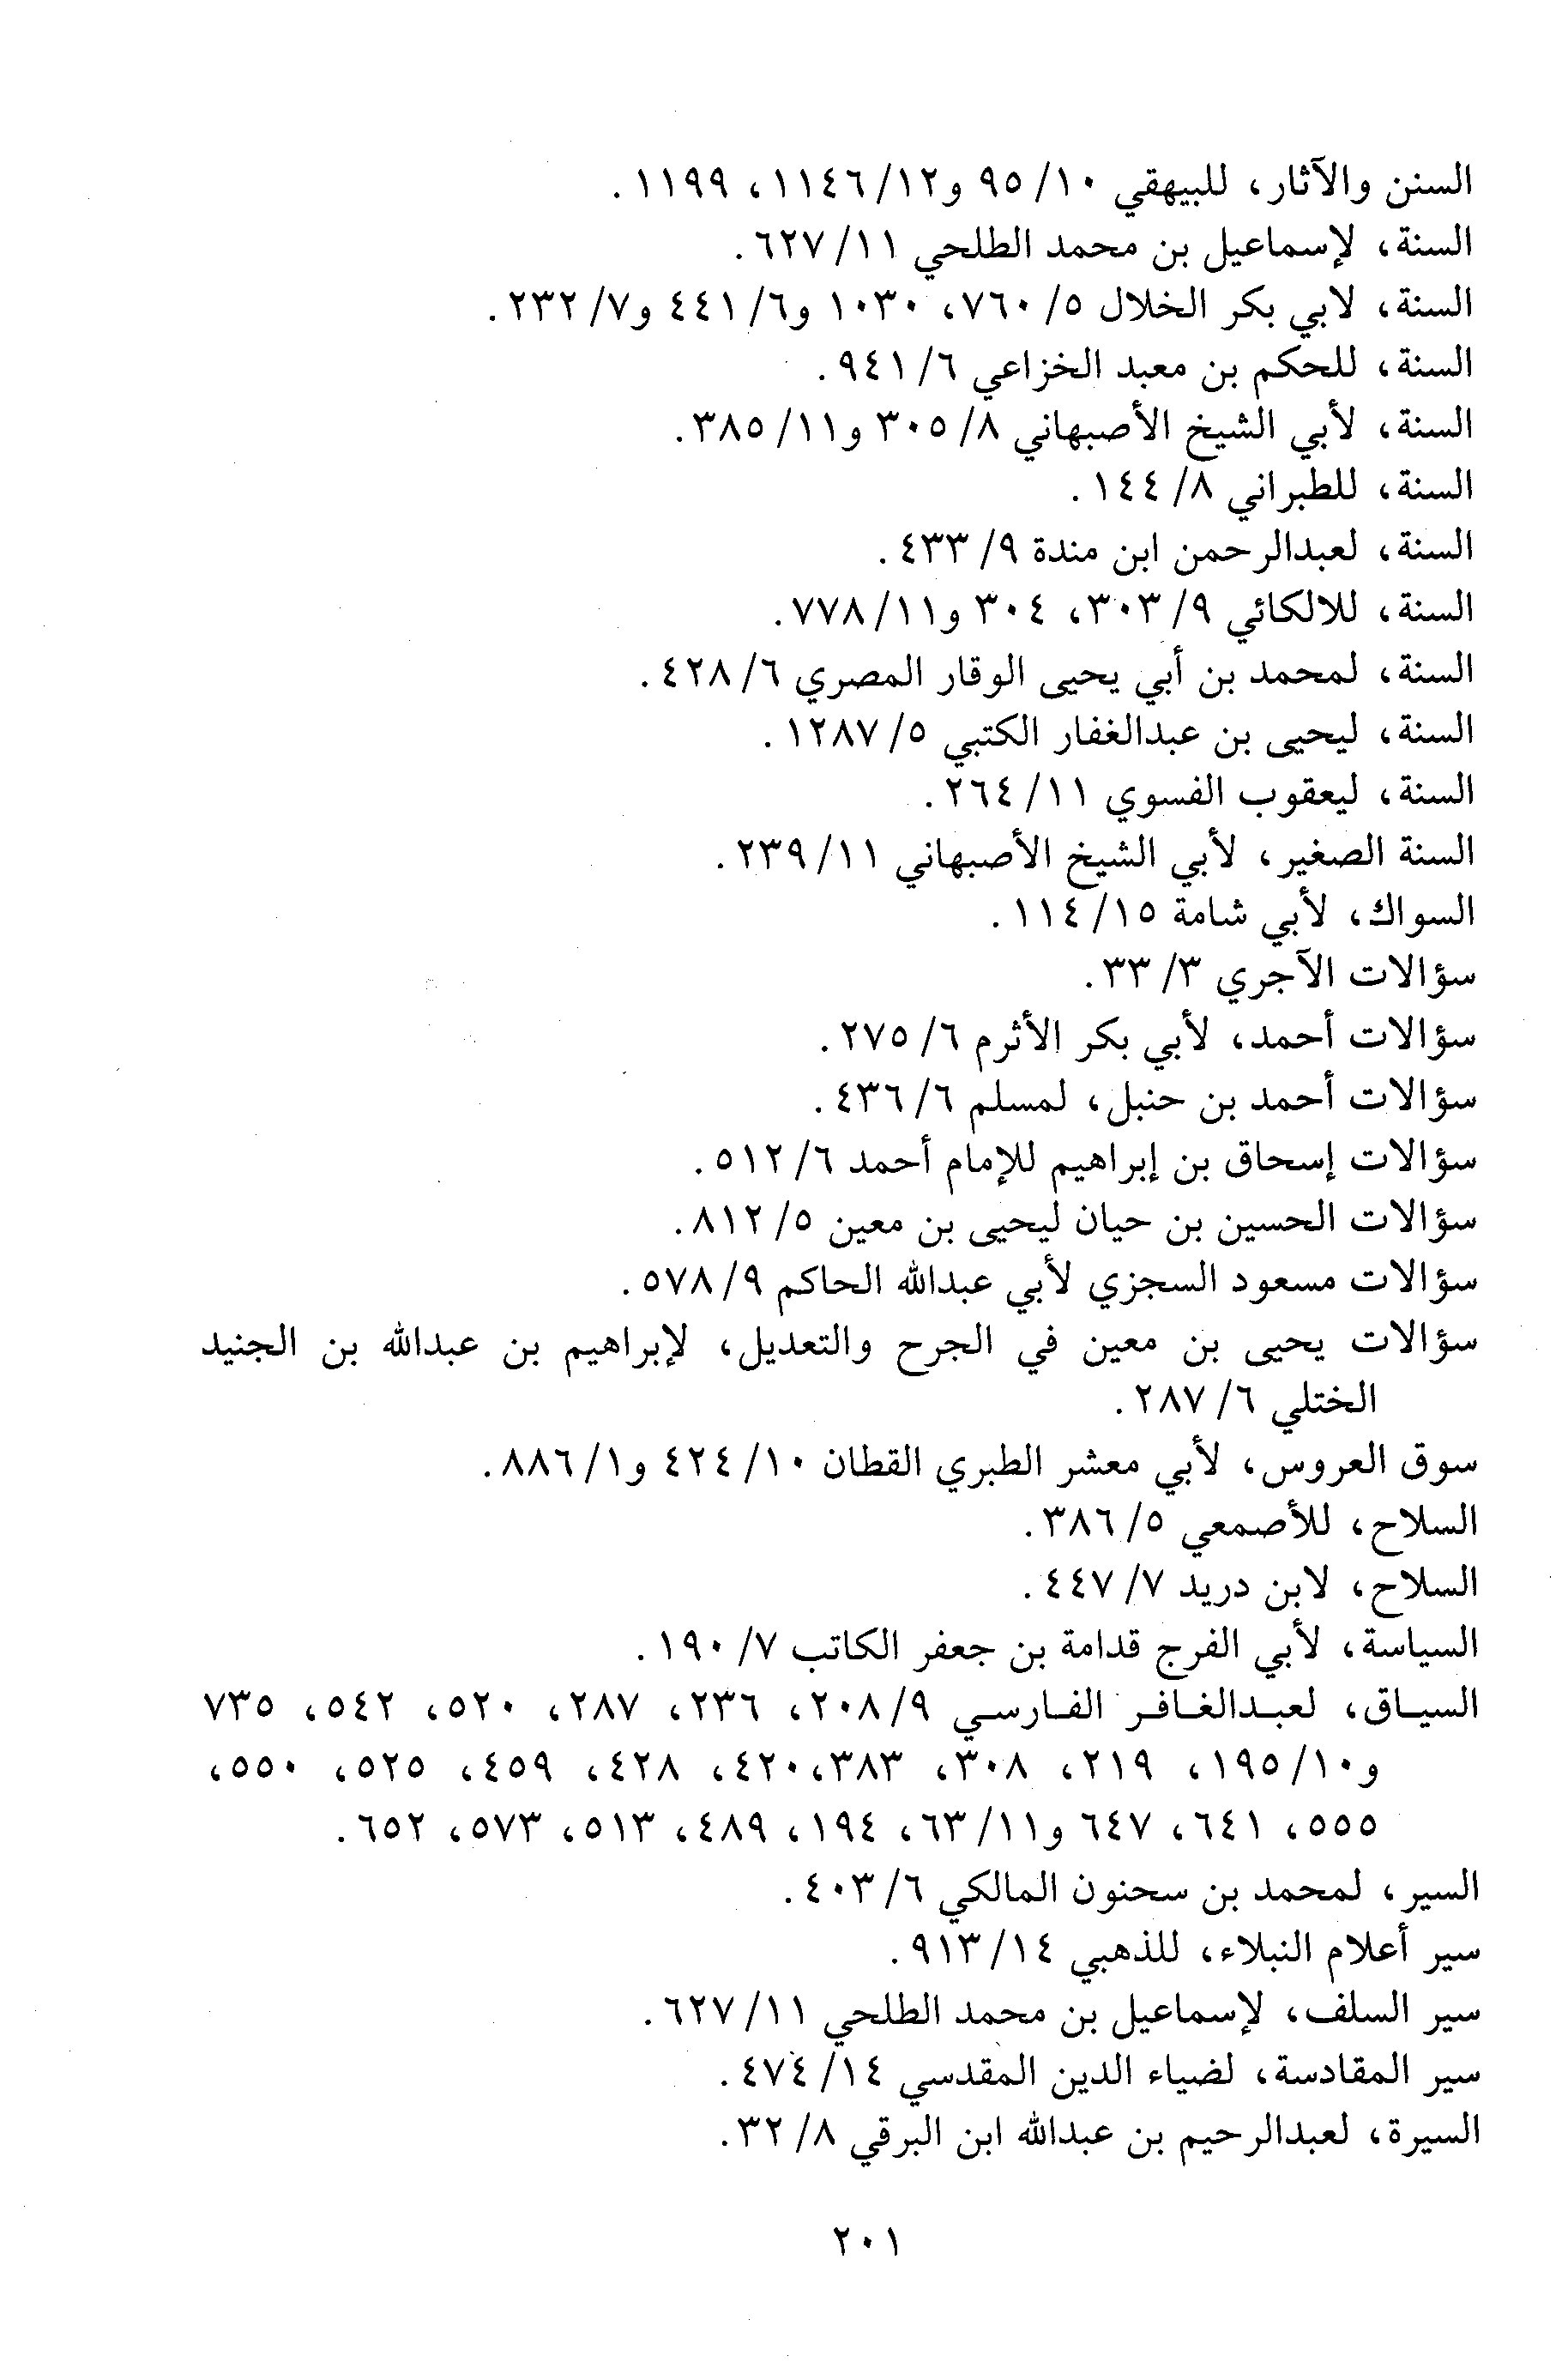 السنن والآثار، للبيهقي ١٠/ ٩٥ و١٢/ ١١٤٦، ١١٩٩.
السنة، لإسماعيل بن محمد الطلحي ١١/ ٦٢٧.
السنة، لابي بكر الخلال ٥/ ٧٦٠، ١٠٣٠ و٦/ ٤٤١ و٧/ ٢٣٢.
السنة، للحكم بن معبد الخزاعي ٦/ ٩٤١.
السنة، لأبي الشيخ الأصبهاني ٨/ ٣٠٥ و١١/ ٣٨٥.
السنة، للطبراني ٨/ ١٤٤.
السنة، لعبدالرحمن ابن مندة ٩/ ٤٣٣.
السنة، للالكائي ٩/ ٣٠٣، ٣٠٤ و١١/ ٧٧٨.
السنة، لمحمد بن أبي يحيى الوقار المصري ٦/ ٤٢٨.
السنة، ليحيى بن عبدالغفار الكتبي ٥/ ١٢٨٧.
السنة، ليعقوب الفسوي ١١/ ٢٦٤.
السنة الصغير، لأبي الشيخ الأصبهاني ١١/ ٢٣٩.
السواك، لأبي شامة ١٥/ ١١٤.
سؤالات الآجري ٣/ ٣٣.
سؤالات أحمد، لأبي بكر الأثرم ٦/ ٢٧٥.
سؤالات أحمد بن حنبل، لمسلم ٦/ ٤٣٦.
سؤالات إسحاق بن إبراهيم للإمام أحمد ٦/ ٥١٢.
سؤالات الحسين بن حيان ليحيى بن معين ٥/ ٨١٢.
سؤالات مسعود السجزي لأبي عبدالله الحاكم ٩/ ٥٧٨.
سؤالات يحيى بن معين في الجرح والتعديل، لإبراهيم بن عبدالله بن الجنيد
الختلي ٦/ ٢٨٧.
سوق العروس، لأبي معشر الطبري القطان ١٠/ ٤٢٤ و١/ ٨٨٦.
السلاح، للأصمعي ٥/ ٣٨٦.
السلاح، لابن دريد ٧/ ٤٤٧.
السياسة، لأبي الفرج قدامة بن جعفر الكاتب ٧/ ١٩٠.
السياق، لعبدالغافر الفارسي ٩/ ٢٠٨، ٢٣٦، ٢٨٧، ٥٢٠، ٥٤٢، ٧٣٥
و١٠/ ١٩٥، ٢١٩، ٣٠٨، ٣٨٣،٤٢٠، ٤٢٨، ٤٥٩، ٥٢٥، ٥٥٠،
٥٥٥، ٦٤١، ٦٤٧ و١١/ ٦٣، ١٩٤، ٤٨٩، ٥١٣، ٥٧٣، ٦٥٢.
السير، لمحمد بن سحنون المالكي ٦/ ٤٠٣.
سير أعلام النبلاء، للذهبي ١٤/ ٩١٣.
سير السلف، لإسماعيل بن محمد الطلحي ١١/ ٦٢٧.
سير المقادسة، لضياء الدين المقدسي ١٤/ ٤٧٤.
السيرة، لعبدالرحيم بن عبدالله ابن البرقي ٨/ ٣٢.
٢٠١